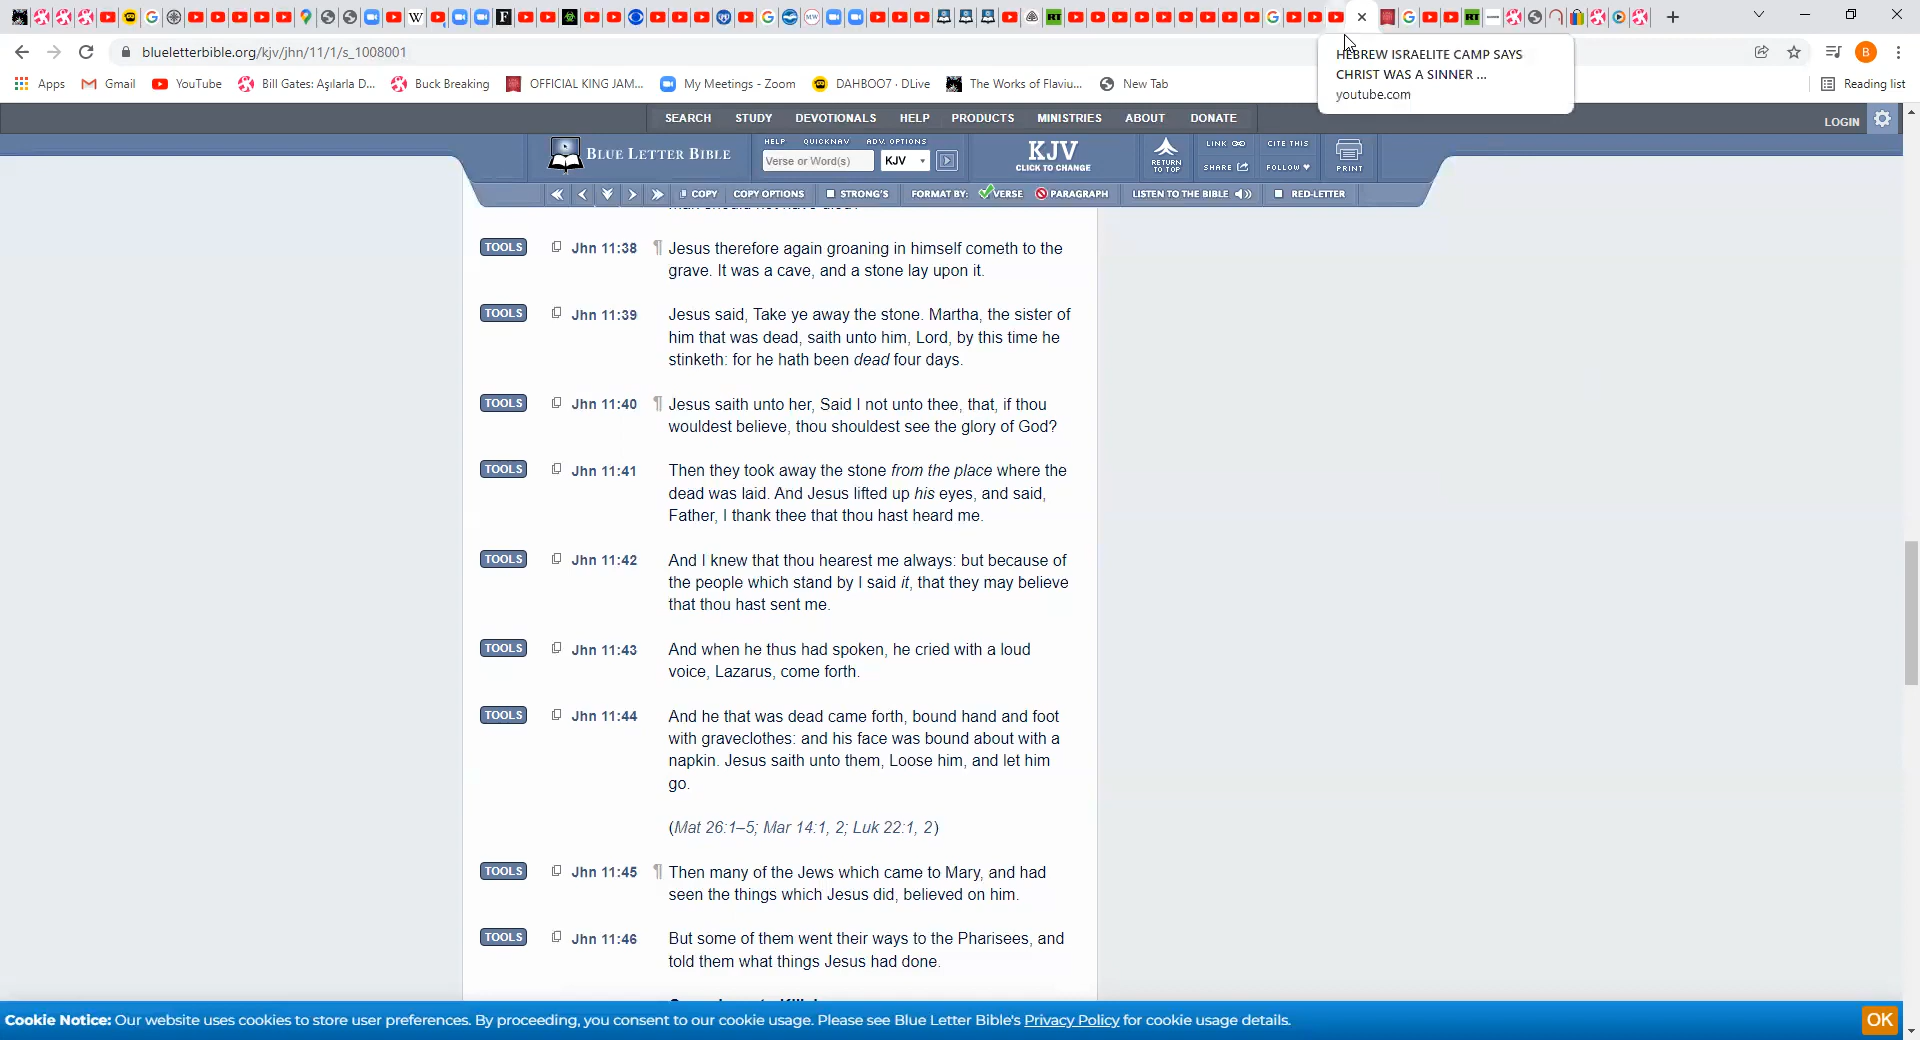 blueletterbible.org/kjv/jhn/11/1/s_1008001
B
HEBREW ISRAELITE CAMP SAYS
CHRIST WAS A SINNER ...
youtube.com
Apps
Gmail
YouTube
Bill Gates: Aşılarla D...
Buck Breaking
OFFICIAL KING JAM...
My Meetings - Zoom
DAHBOO7 · DLive
The Works of Flaviu...
New Tab
Reading list
SEARCH STUDY DEVOTIONALS HELP PRODUCTS MINISTRIES ABOUT DONATE
LOGIN
BLUE LETTER BIBLE
HELP QUICKNAV ADV. OPTIONS
Verse or Word(s)
KJV
KJV
CLICK TO CHANGE
RETURN
TO TOP
LINK
SHARE
CITE THIS
FOLLOW
PRINT
COPY COPY OPTIONS STRONG'S FORMAT BY: VERSE PARAGRAPH LISTEN TO THE BIBLE RED-LETTER
TOOLS Jhn 11:38 ¶ Jesus therefore again groaning in himself cometh to the
grave. It was a cave, and a stone lay upon it.
TOOLS Jhn 11:39 Jesus said, Take ye away the stone. Martha, the sister of
him that was dead, saith unto him, Lord, by this time he
stinketh: for he hath been dead four days.
TOOLS Jhn 11:40 ¶ Jesus saith unto her, Said I not unto thee, that, if thou
wouldest believe, thou shouldest see the glory of God?
TOOLS Jhn 11:41 Then they took away the stone from the place where the
dead was laid. And Jesus lifted up his eyes, and said,
Father, I thank thee that thou hast heard me.
TOOLS Jhn 11:42 And I knew that thou hearest me always: but because of
the people which stand by I said it, that they may believe
that thou hast sent me.
TOOLS Jhn 11:43 And when he thus had spoken, he cried with a loud
voice, Lazarus, come forth.
TOOLS Jhn 11:44 And he that was dead came forth, bound hand and foot
with graveclothes: and his face was bound about with a
napkin. Jesus saith unto them, Loose him, and let him
go.
(Mat 26:1–5; Mar 14:1, 2; Luk 22:1, 2)
TOOLS Jhn 11:45 ¶ Then many of the Jews which came to Mary, and had
seen the things which Jesus did, believed on him.
TOOLS Jhn 11:46 But some of them went their ways to the Pharisees, and
told them what things Jesus had done.
Cookie Notice: Our website uses cookies to store user preferences. By proceeding, you consent to our cookie usage. Please see Blue Letter Bible's Privacy Policy for cookie usage details.
OK